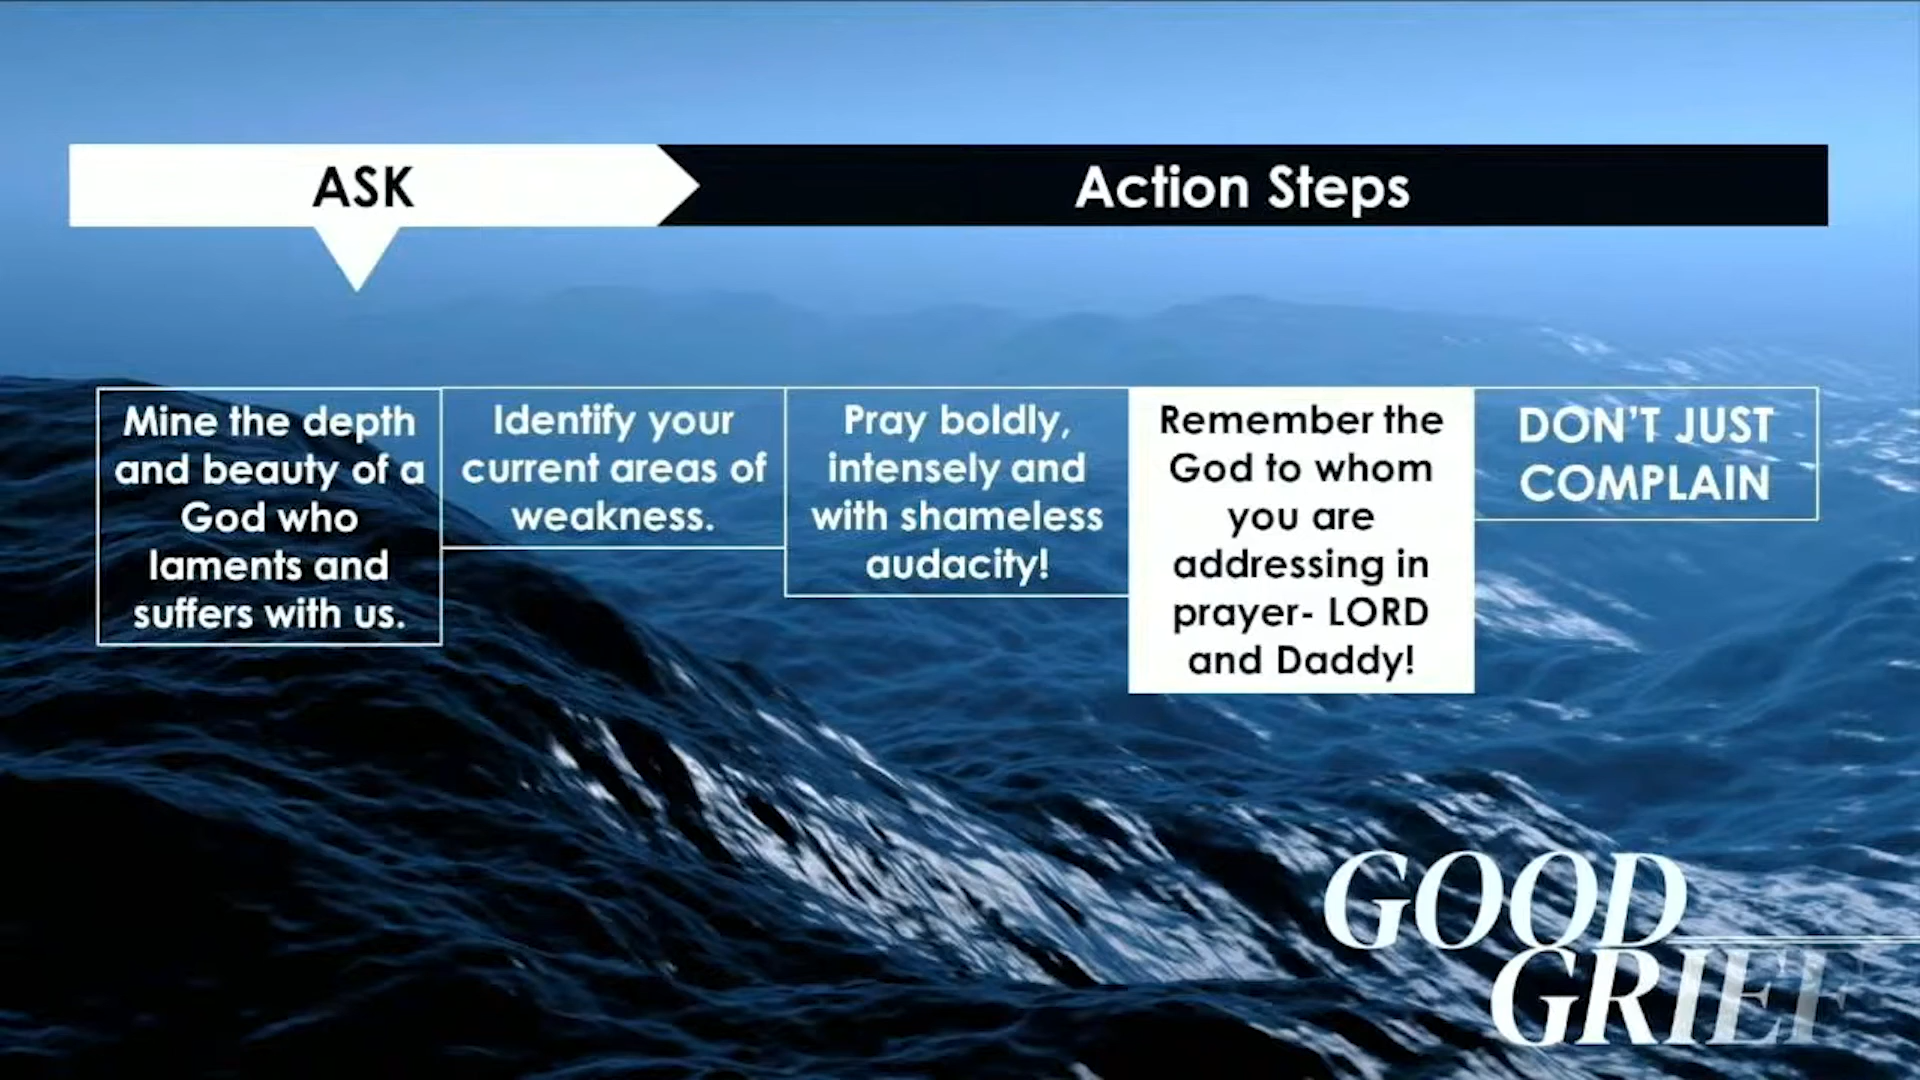 ASK
Action Steps
Mine the depth
and beauty of a
God who
laments and
suffers with us.
Identify your
current areas of
weakness.
Pray boldly,
intensely and
with shameless
audacity!
Remember the
God to whom
you are
addressing in
prayer- LORD
and Daddy!
DON'T JUST
COMPLAIN
GOOD
GRIEF